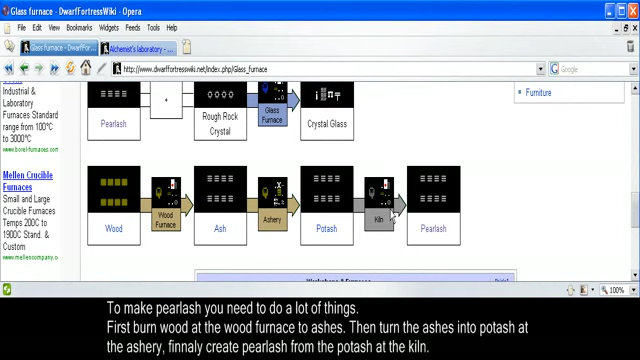 Glass furnace - DwarfFortressWiki - Opera
File Edit View Bookmarks Widgets Feeds Tools Help
Glass furnace - DwarfFor... Alchemist's laboratory - ...
http://www.dwarffortresswiki.net/index.php/Glass_furnace Google
Industrial &
Laboratory
Furnaces Standard
range from 100°C
to 3000°C
www.borel-furnaces.com
Mellen Crucible
Furnaces
Small and Large
Crucible Furnaces
Temps 200C to
1900C Stand. &
Custom
www.mellencompany.c
Pearlash
+
Rough Rock
Crystal
Glass
Furnace
Crystal Glass
Furniture
Wood
Wood
Furnace
Ash
Ashery
Potash
Kiln
Pearlash
100%
To make pearlash you need to do a lot of things.
First burn wood at the wood furnace to ashes. Then turn the ashes into potash at
the ashery, finnaly create pearlash from the potash at the kiln.